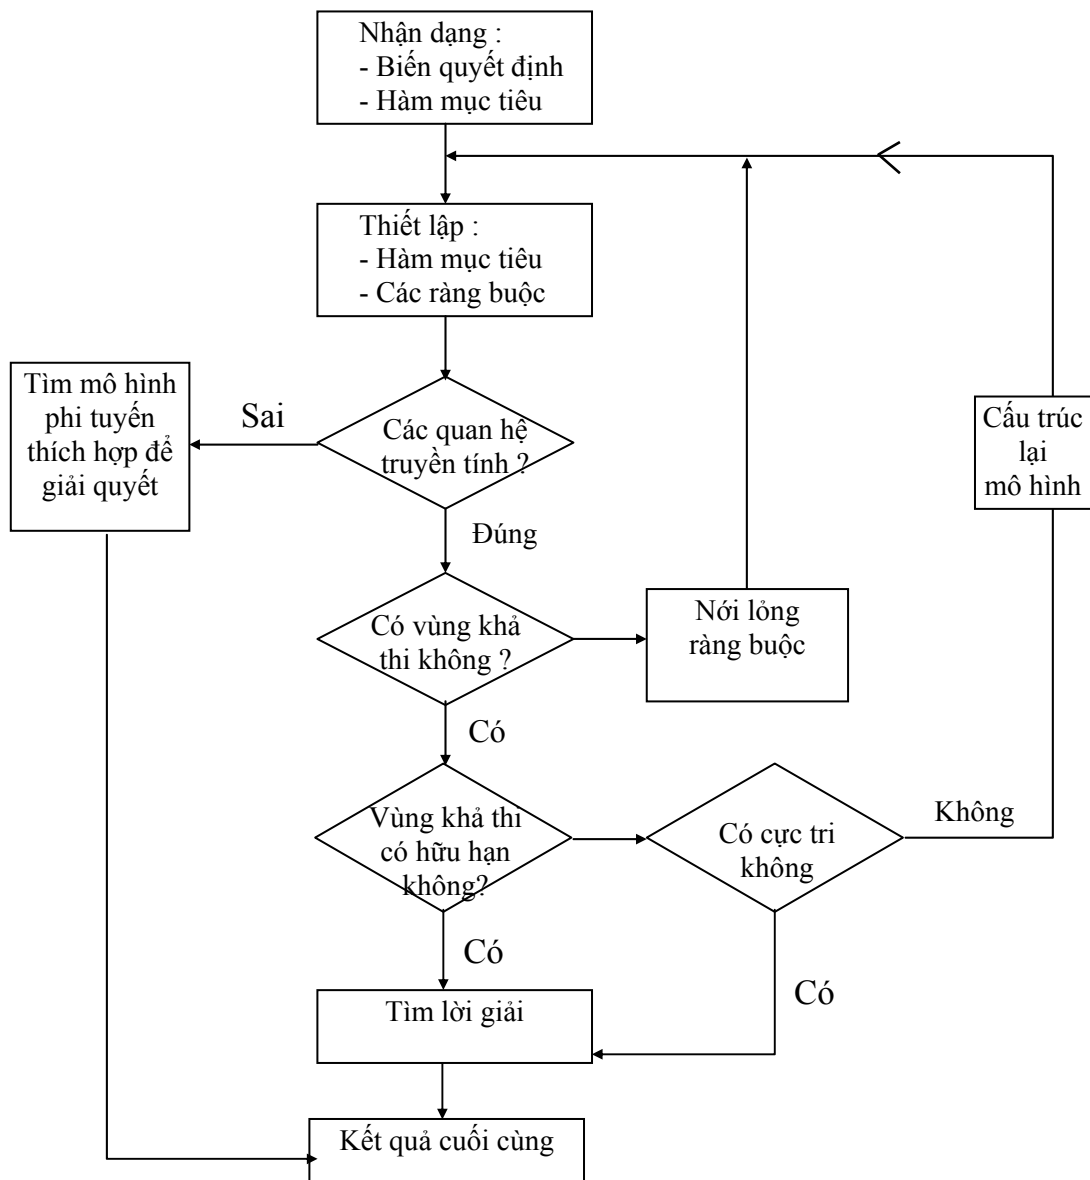 Nhận dạng :
- Biến quyết định
- Hàm mục tiêu
Thiết lập :
- Hàm mục tiêu
- Các ràng buộc
Tìm mô hình
phi tuyến
thích hợp để
giải quyết
Sai
Các quan hệ
truyền tính ?
Cấu trúc
lại
mô hình
Đúng
Có vùng khả
thi không ?
Nới lỏng
ràng buộc
Có
Vùng khả thi
có hữu hạn
không?
Có cực tri
không
Không
Có
Có
Tìm lời giải
Kết quả cuối cùng